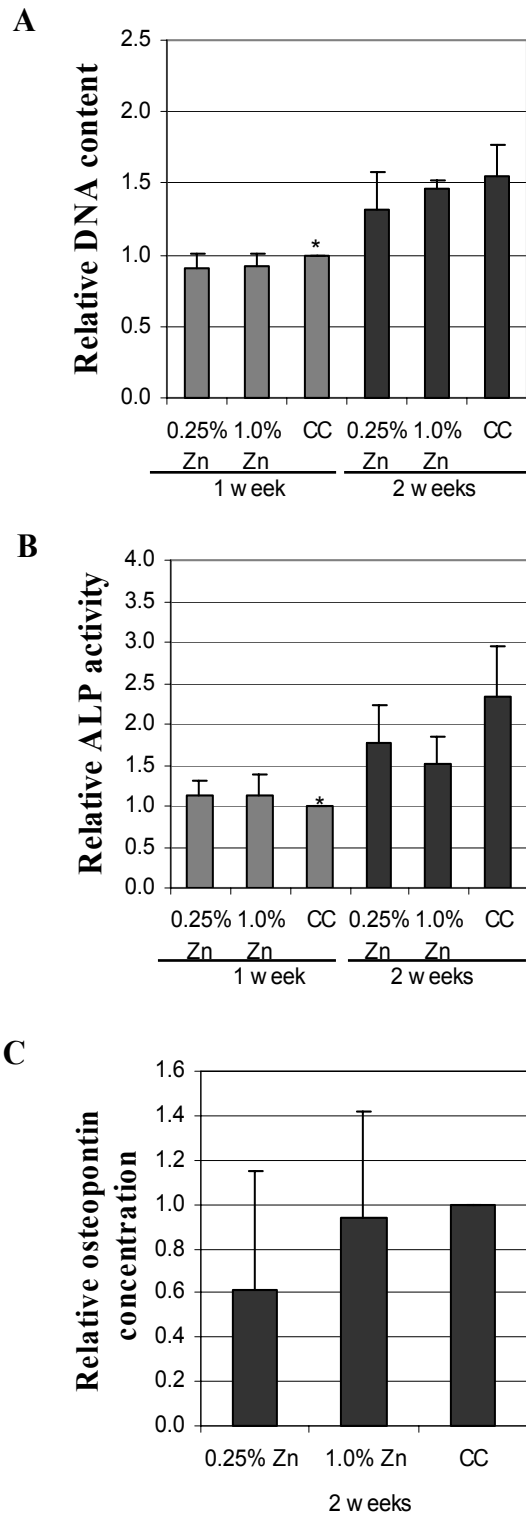 A
Relative DNA content
2.5
2.0
1.5
1.0
0.5
0.0
*
0.25% 1.0% CC 0.25% 1.0% CC
Zn Zn Zn Zn
1 week 2 weeks
B
Relative ALP activity
4.0
3.5
3.0
2.5
2.0
1.5
1.0
0.5
0.0
*
0.25% 1.0% CC 0.25% 1.0% CC
Zn Zn Zn Zn
1 week 2 weeks
C
Relative osteopontin
concentration
1.6
1.4
1.2
1.0
0.8
0.6
0.4
0.2
0.0
0.25% Zn 1.0% Zn CC
2 weeks